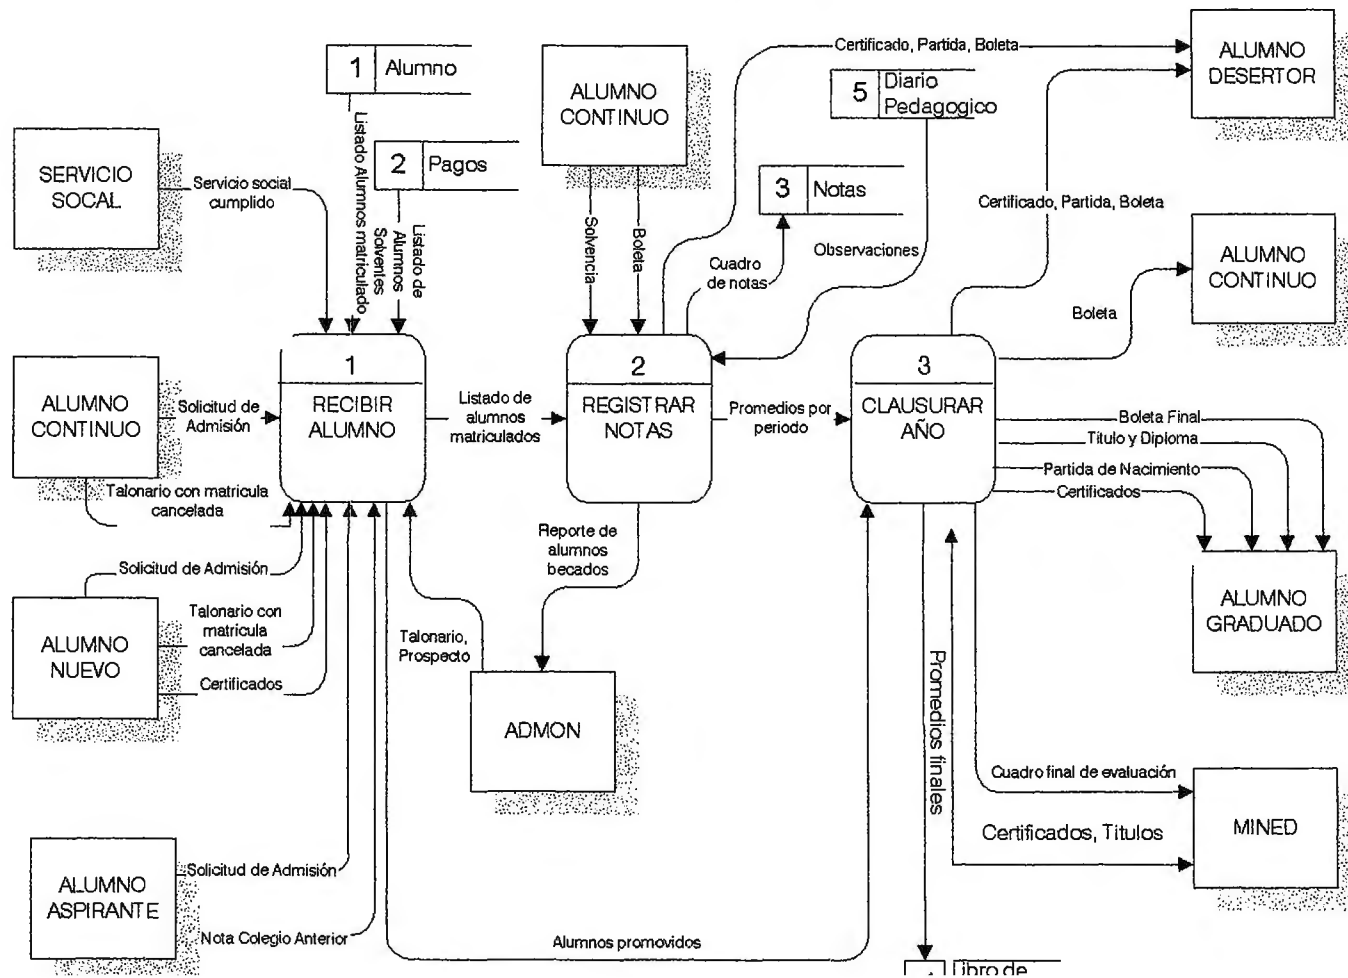 1 Alumno
ALUMNO
CONTINUO
Certificado, Partida, Boleta
5 Diario
Pedagogico
ALUMNO
DESERTOR
SERVICIO
SOCAL
Servicio social
cumplido
Listado Alumnos matriculado
2 Pagos
Listado de
Alumnos
Solventes
Solvencia
Boleta
3 Notas
Cuadro
de notas
Observaciones
Certificado, Partida, Boleta
ALUMNO
CONTINUO
Boleta
1
RECIBIR
ALUMNO
2
REGISTRAR
NOTAS
3
CLAUSURAR
AÑO
ALUMNO
CONTINUO
Solicitud de
Admisión
Listado de
alumnos
matriculados
Promedios por
periodo
Boleta Final
Titulo y Diploma
Partida de Nacimiento
Certificados
Talonario con matricula
cancelada
Reporte de
alumnos
becados
ALUMNO
GRADUADO
Solicitud de Admisión
ALUMNO
NUEVO
Talonario con
matricula
cancelada
Certificados
Talonario,
Prospecto
ADMON
Promedios finales
Cuadro final de evaluación
MINED
Certificados, Titulos
ALUMNO
ASPIRANTE
Solicitud de Admisión
Nota Colegio Anterior
Alumnos promovidos
Libro de